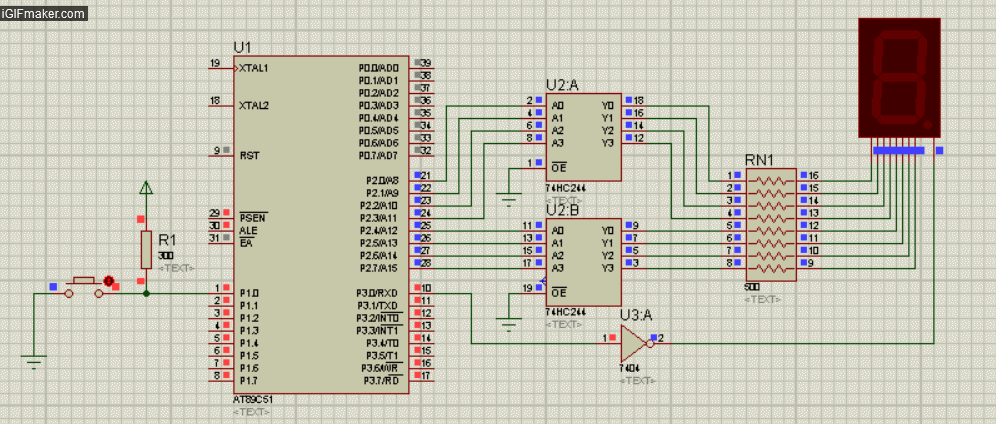 iGIFmaker.com
U1
19 XTAL1 P0.0/AD0 39
P0.1/AD1 38
P0.2/AD2 37
18 XTAL2 P0.3/AD3 36
P0.4/AD4 35
P0.5/AD5 34
P0.6/AD6 33
9 RST P0.7/AD7 32
P2.0/A8 21
P2.1/A9 22
P2.2/A10 23
29 PSEN P2.3/A11 24
30 ALE P2.4/A12 25
31 EA P2.5/A13 26
P2.6/A14 27
P2.7/A15 28
1 P1.0 P3.0/RXD 10
2 P1.1 P3.1/TXD 11
3 P1.2 P3.2/INT0 12
4 P1.3 P3.3/INT1 13
5 P1.4 P3.4/T0 14
6 P1.5 P3.5/T1 15
7 P1.6 P3.6/WR 16
8 P1.7 P3.7/RD 17
AT89C51
<TEXT>
R1
300
<TEXT>
U2:A
2 A0 Y0 18
4 A1 Y1 16
6 A2 Y2 14
8 A3 Y3 12
1 OE
74HC244
<TEXT>
U2:B
11 A0 Y0 9
13 A1 Y1 7
15 A2 Y2 5
17 A3 Y3 3
19 OE
74HC244
<TEXT>
U3:A
1 2
7404
<TEXT>
RN1
1 16
2 15
3 14
4 13
5 12
6 11
7 10
8 9
500
<TEXT>